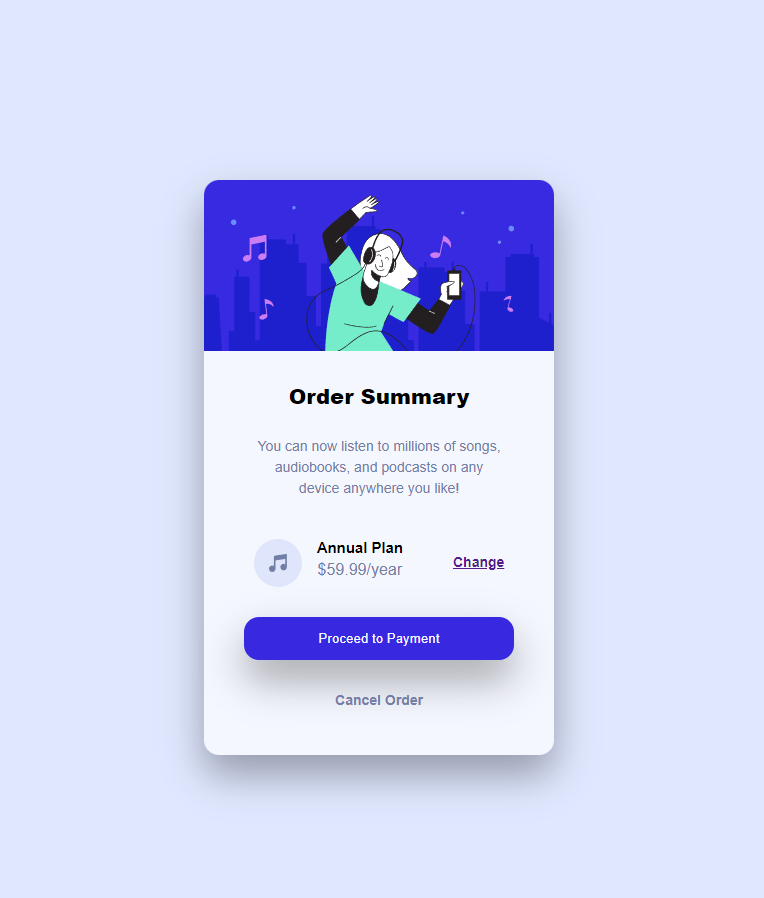 Order Summary
You can now listen to millions of songs,
audiobooks, and podcasts on any
device anywhere you like!
Annual Plan
$59.99/year
Change
Proceed to Payment
Cancel Order